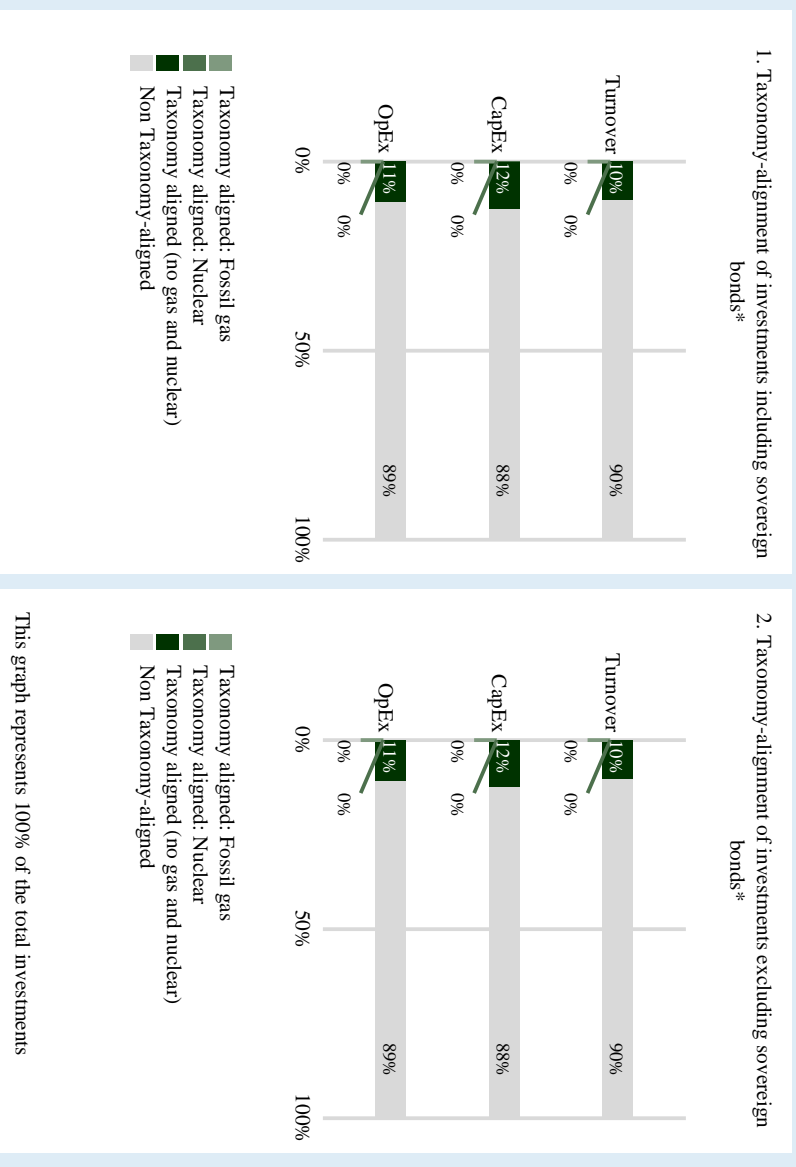 1. Taxonomy-alignment of investments including sovereign
bonds*
Turnover 10% 90%
0% 0%
CapEx 12% 88%
0% 0%
OpEx 11% 89%
0% 0%
0% 50% 100%
Taxonomy aligned: Fossil gas
Taxonomy aligned: Nuclear
Taxonomy aligned (no gas and nuclear)
Non Taxonomy-aligned
2. Taxonomy-alignment of investments excluding sovereign
bonds*
Turnover 10% 90%
0% 0%
CapEx 12% 88%
0% 0%
OpEx 11% 89%
0% 0%
0% 50% 100%
Taxonomy aligned: Fossil gas
Taxonomy aligned: Nuclear
Taxonomy aligned (no gas and nuclear)
Non Taxonomy-aligned
This graph represents 100% of the total investments